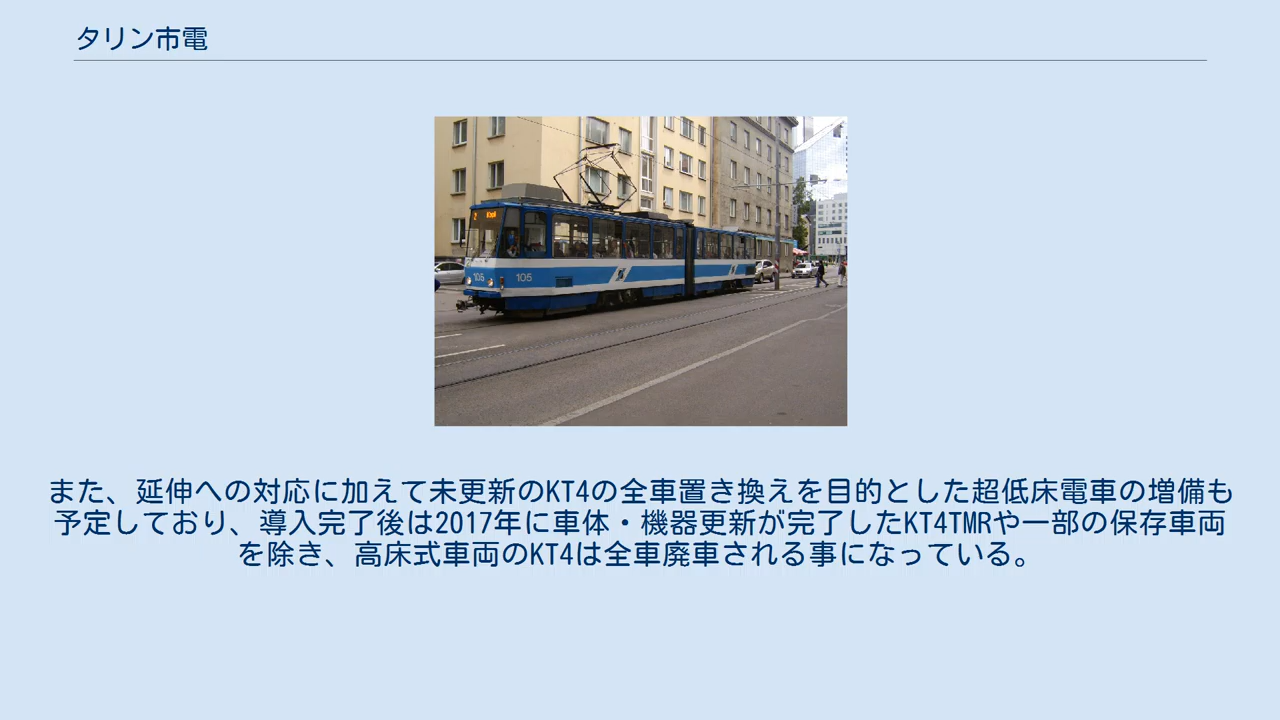 タリン市電
2 Kopli
105 105
また、延伸への対応に加えて未更新のKT4の全車置き換えを目的とした超低床電車の増備も
予定しており、導入完了後は2017年に車体・機器更新が完了したKT4TMRや一部の保存車両
を除き、高床式車両のKT4は全車廃車される事になっている。